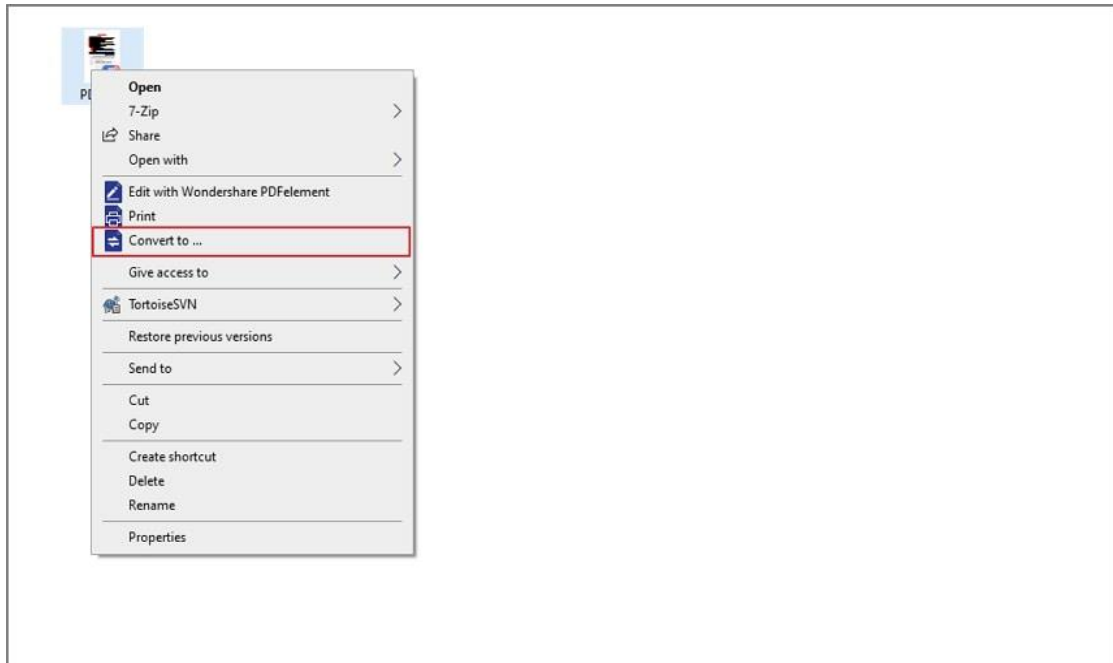 Open
7-Zip
Share
Open with
Edit with Wondershare PDFelement
Print
Convert to ...
Give access to
TortoiseSVN
Restore previous versions
Send to
Cut
Copy
Create shortcut
Delete
Rename
Properties